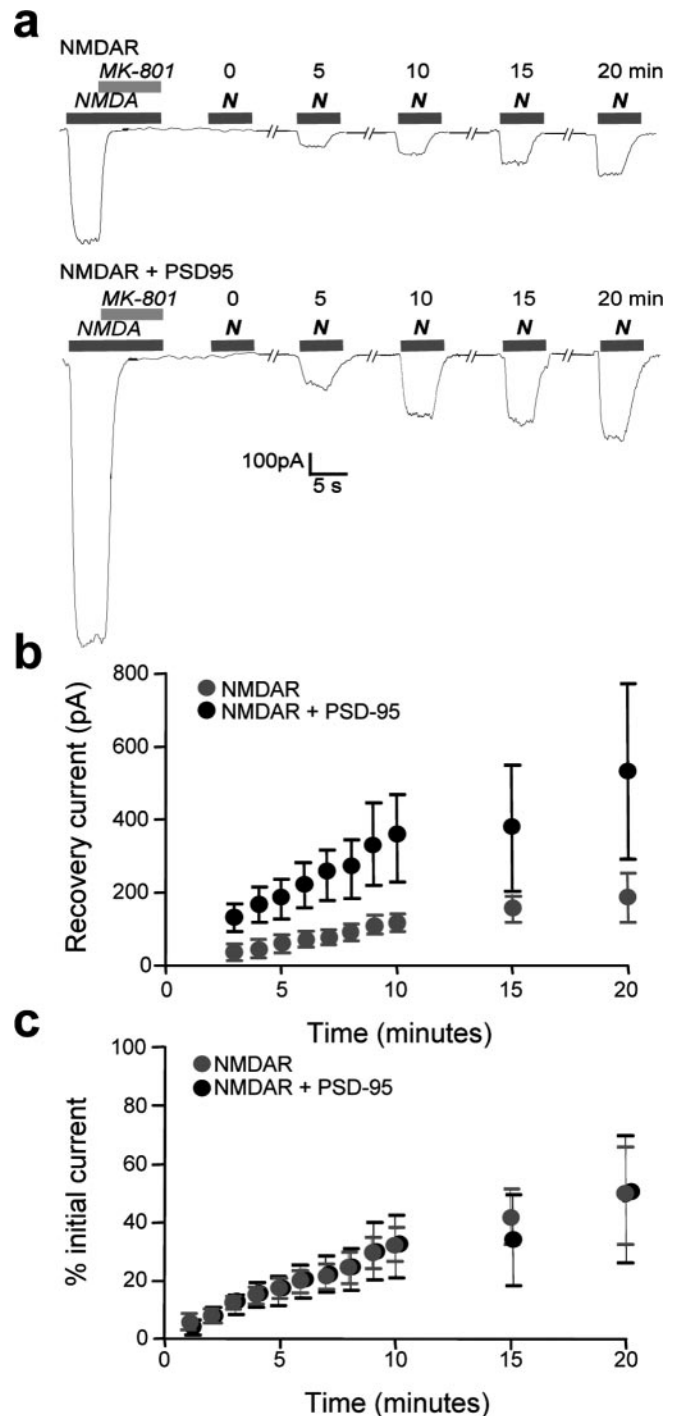 a
NMDAR
MK-801 0 5 10 15 20 min
NMDA N N N N N
NMDAR + PSD95
MK-801 0 5 10 15 20 min
NMDA N N N N N
100pA
5 s
b
800
600
400
200
0
Recovery current (pA)
NMDAR
NMDAR + PSD-95
0 5 10 15 20
Time (minutes)
c
100
80
60
40
20
0
% initial current
NMDAR
NMDAR + PSD-95
0 5 10 15 20
Time (minutes)